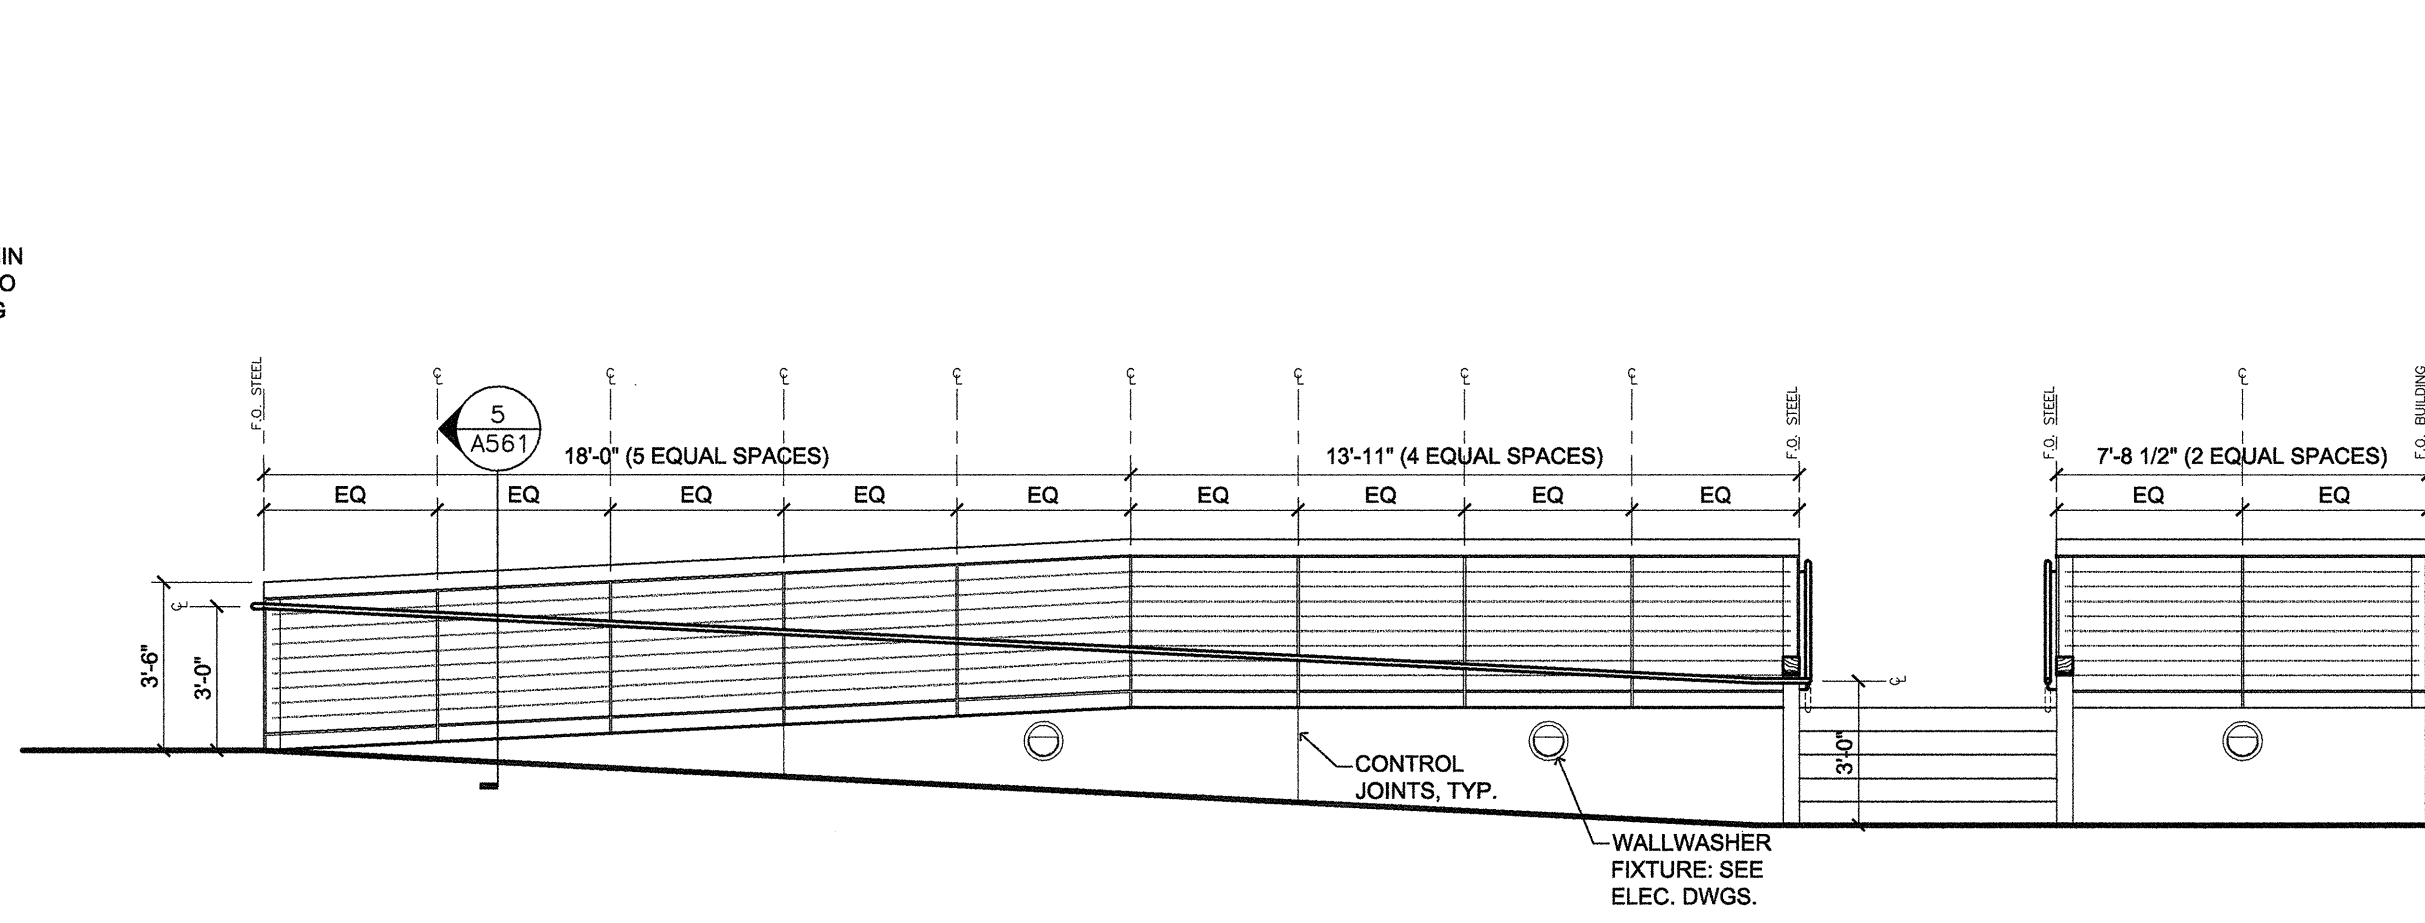 IN
O
G
F.O. STEEL
℄
℄
℄
℄
℄
℄
℄
℄
F.O. STEEL
F.O. STEEL
℄
F.O. BUILDING
5
A561
18'-0" (5 EQUAL SPACES)
13'-11" (4 EQUAL SPACES)
7'-8 1/2" (2 EQUAL SPACES)
EQ
EQ
EQ
EQ
EQ
EQ
EQ
EQ
EQ
EQ
EQ
℄
3'-6"
3'-0"
℄
3'-0"
CONTROL
JOINTS, TYP.
WALLWASHER
FIXTURE: SEE
ELEC. DWGS.